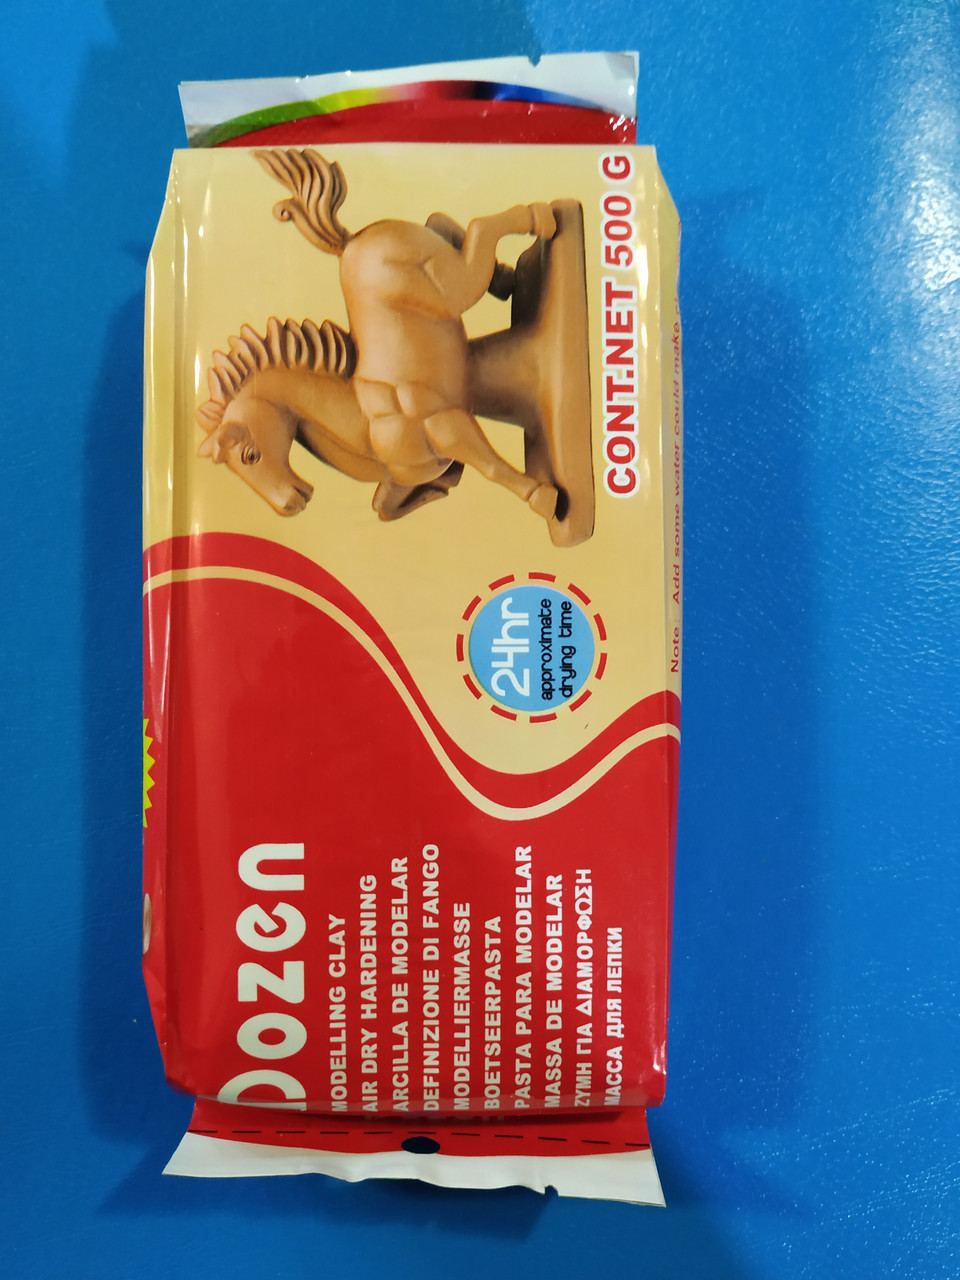 Dozen
MODELLING CLAY
AIR DRY HARDENING
ARCILLA DE MODELAR
DEFINIZIONE DI FANGO
MODELLIERMASSE
BOETSEERPASTA
PASTA PARA MODELAR
MASSA DE MODELAR
ΖΥΜΗ ΓΙΑ ΔΙΑΜΟΡΦΩΣΗ
МАССА ДЛЯ ЛЕПКИ
24hr
approximate
drying time
CONT.NET 500 G
Note: Add some water could make